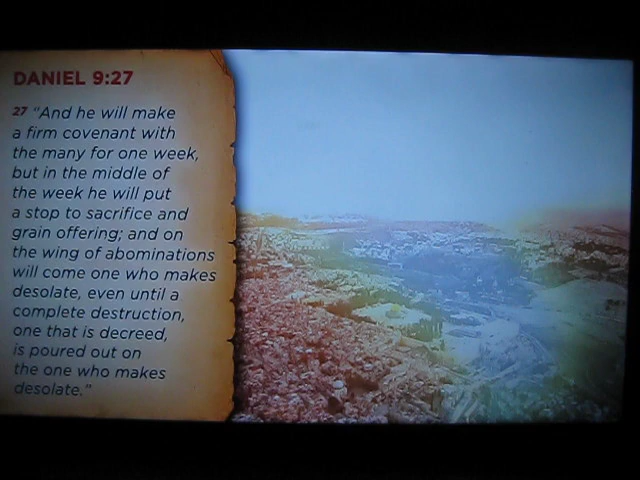 DANIEL 9:27
27 “And he will make
a firm covenant with
the many for one week,
but in the middle of
the week he will put
a stop to sacrifice and
grain offering; and on
the wing of abominations
will come one who makes
desolate, even until a
complete destruction,
one that is decreed,
is poured out on
the one who makes
desolate.”